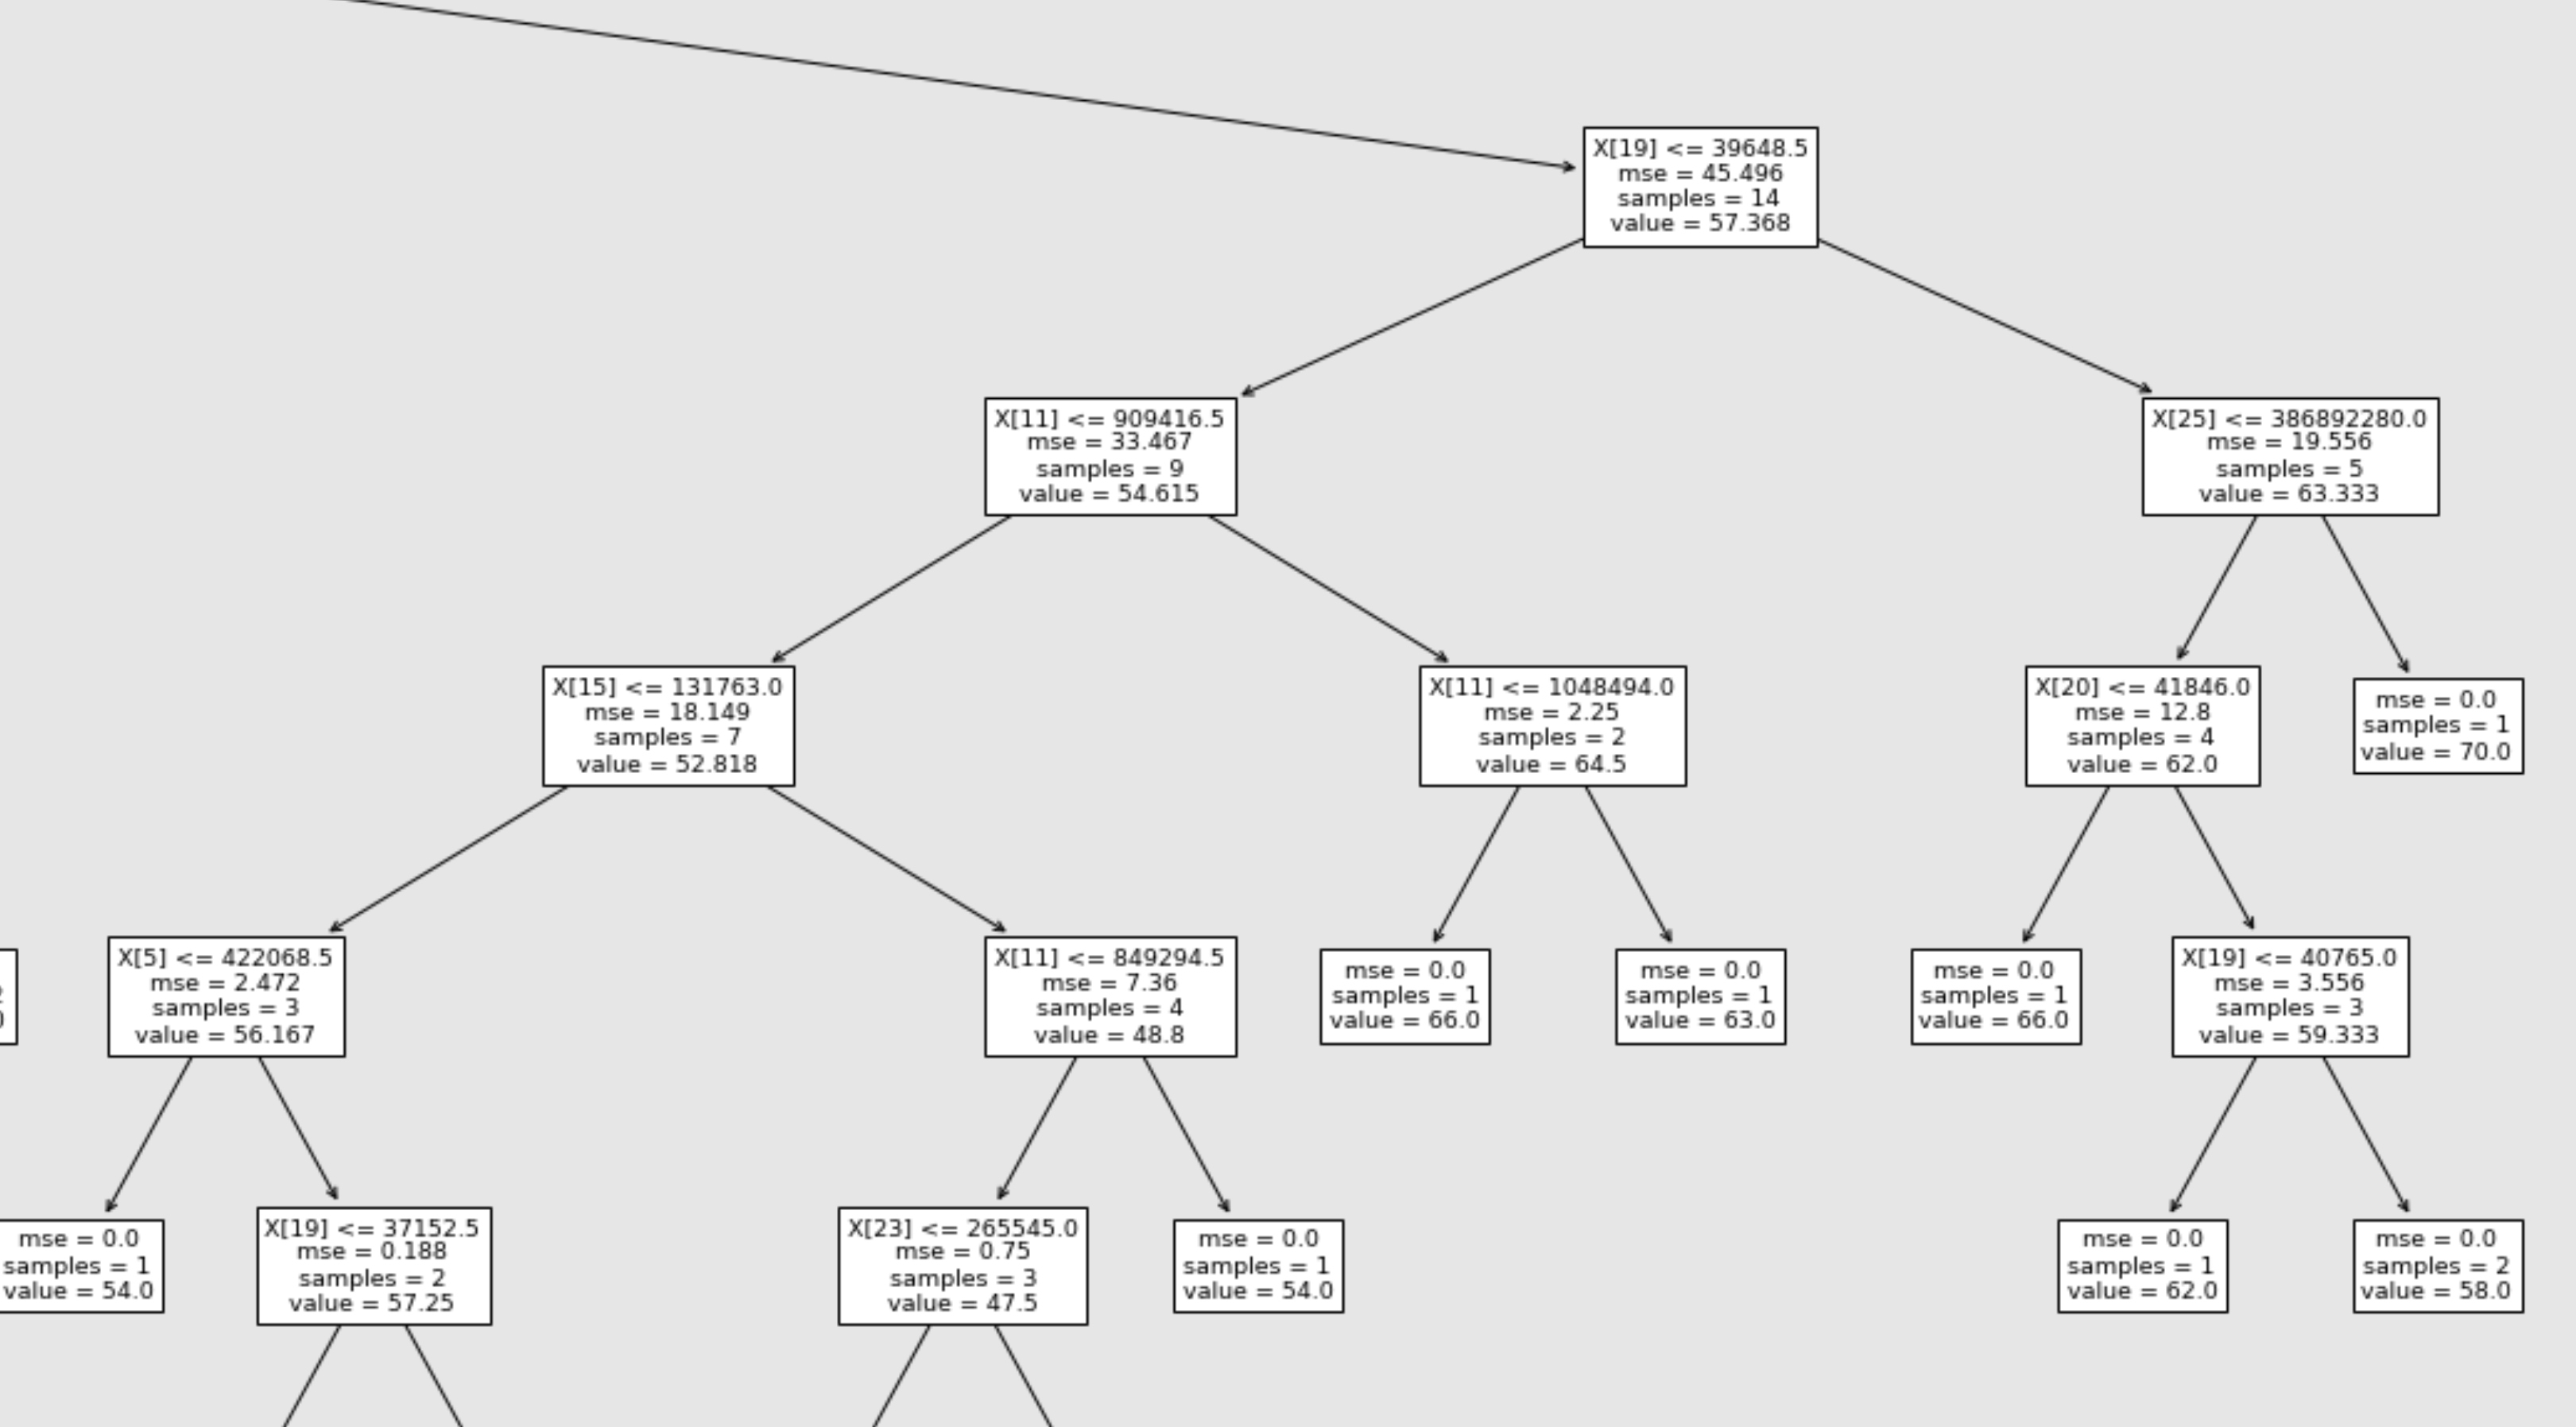 X[19] <= 39648.5
mse = 45.496
samples = 14
value = 57.368
X[11] <= 909416.5
mse = 33.467
samples = 9
value = 54.615
X[25] <= 386892280.0
mse = 19.556
samples = 5
value = 63.333
X[15] <= 131763.0
mse = 18.149
samples = 7
value = 52.818
X[11] <= 1048494.0
mse = 2.25
samples = 2
value = 64.5
X[20] <= 41846.0
mse = 12.8
samples = 4
value = 62.0
mse = 0.0
samples = 1
value = 70.0
X[5] <= 422068.5
mse = 2.472
samples = 3
value = 56.167
X[11] <= 849294.5
mse = 7.36
samples = 4
value = 48.8
mse = 0.0
samples = 1
value = 66.0
mse = 0.0
samples = 1
value = 63.0
mse = 0.0
samples = 1
value = 66.0
X[19] <= 40765.0
mse = 3.556
samples = 3
value = 59.333
mse = 0.0
samples = 1
value = 54.0
X[19] <= 37152.5
mse = 0.188
samples = 2
value = 57.25
X[23] <= 265545.0
mse = 0.75
samples = 3
value = 47.5
mse = 0.0
samples = 1
value = 54.0
mse = 0.0
samples = 1
value = 62.0
mse = 0.0
samples = 2
value = 58.0